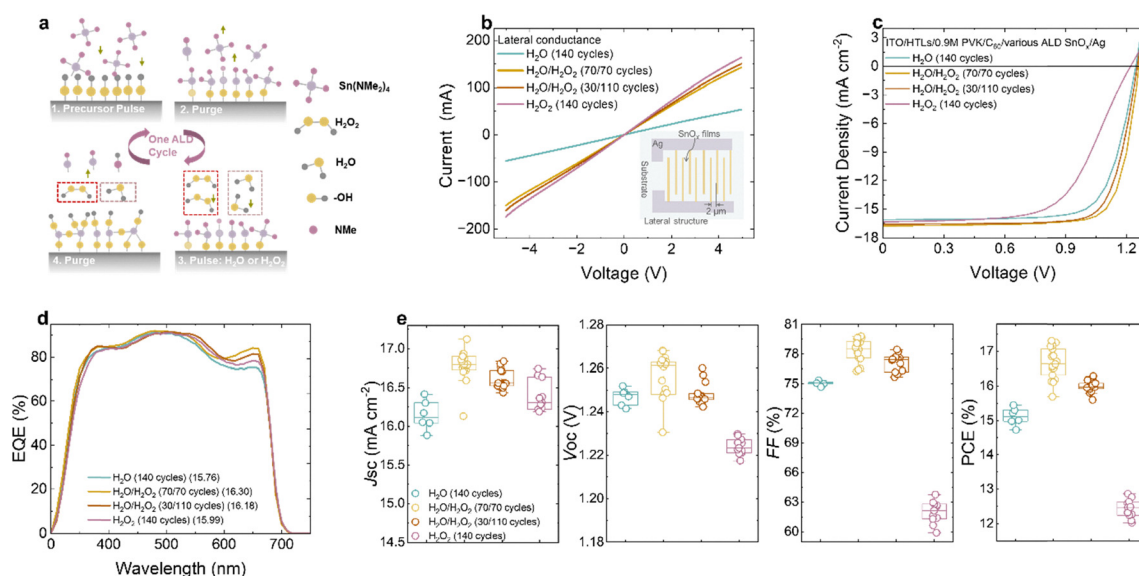 a
Sn(NMe₂)₄
H₂O₂
H₂O
-OH
NMe
1. Precursor Pulse
2. Purge
One ALD
Cycle
4. Purge
3. Pulse: H₂O or H₂O₂
b
Lateral conductance
H₂O (140 cycles)
H₂O/H₂O₂ (70/70 cycles)
H₂O/H₂O₂ (30/110 cycles)
H₂O₂ (140 cycles)
SnOₓ films
Ag
Substrate
2 μm
Lateral structure
Current (mA)
200
100
0
−100
−200
−4 −2 0 2 4
Voltage (V)
c
ITO/HTLs/0.9M PVK/C₆₀/various ALD SnOₓ/Ag
H₂O (140 cycles)
H₂O/H₂O₂ (70/70 cycles)
H₂O/H₂O₂ (30/110 cycles)
H₂O₂ (140 cycles)
Current Density (mA cm⁻²)
3
0
−3
−6
−9
−12
−15
−18
0 0.3 0.6 0.9 1.2
Voltage (V)
d
EQE (%)
80
60
40
20
0
H₂O (140 cycles) (15.76)
H₂O/H₂O₂ (70/70 cycles) (16.30)
H₂O/H₂O₂ (30/110 cycles) (16.18)
H₂O₂ (140 cycles) (15.99)
400 500 600 700
Wavelength (nm)
e
Jsc (mA cm⁻²)
17.5
17.0
16.5
16.0
15.5
15.0
14.5
H₂O (140 cycles)
H₂O/H₂O₂ (70/70 cycles)
H₂O/H₂O₂ (30/110 cycles)
H₂O₂ (140 cycles)
Voc (V)
1.28
1.26
1.24
1.22
1.20
1.18
FF (%)
81
78
75
72
69
66
63
60
PCE (%)
17
16
15
14
13
12